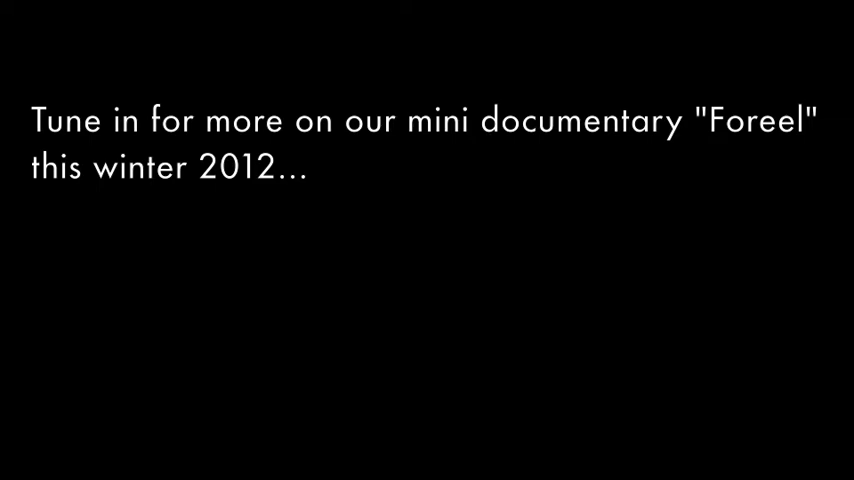 Tune in for more on our mini documentary "Foreel"
this winter 2012...